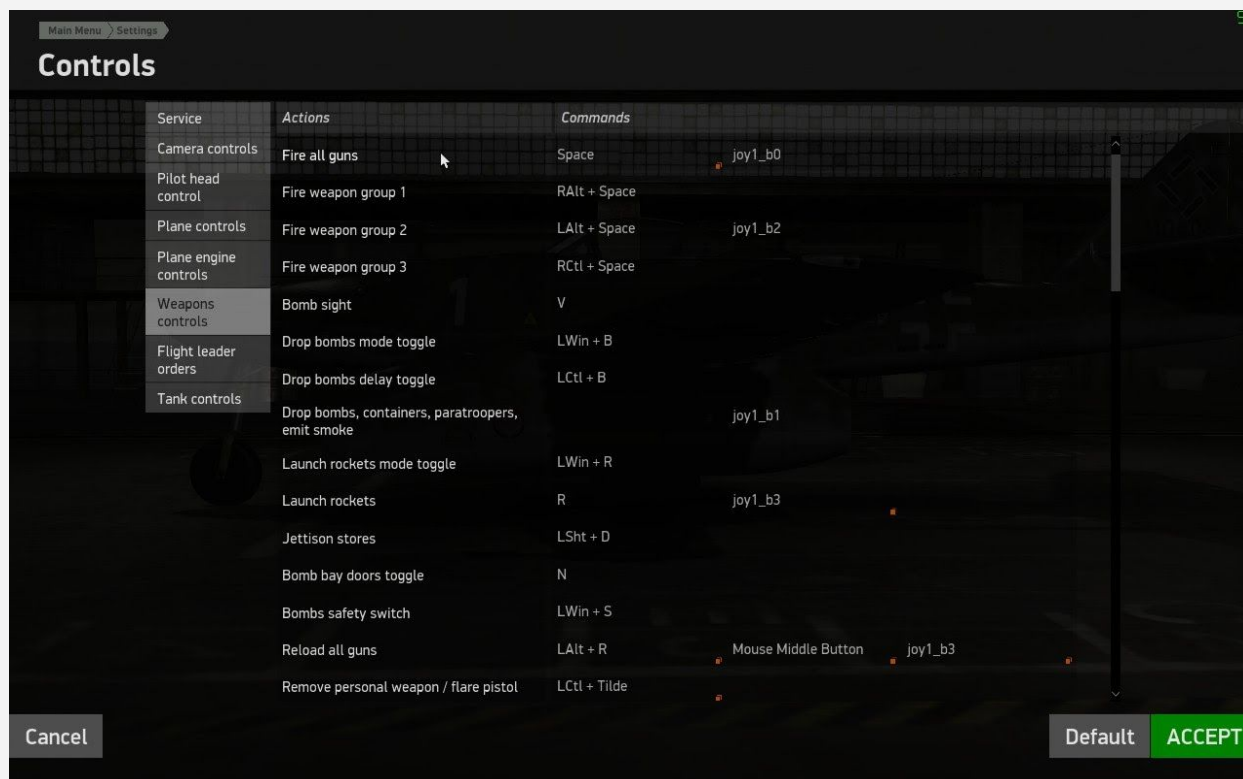 Main Menu Settings
Controls
Service
Camera controls
Pilot head
control
Plane controls
Plane engine
controls
Weapons
controls
Flight leader
orders
Tank controls
Actions Commands
Fire all guns Space joy1_b0
Fire weapon group 1 RAlt + Space
Fire weapon group 2 LAlt + Space joy1_b2
Fire weapon group 3 RCtl + Space
Bomb sight V
Drop bombs mode toggle LWin + B
Drop bombs delay toggle LCtl + B
Drop bombs, containers, paratroopers,
emit smoke joy1_b1
Launch rockets mode toggle LWin + R
Launch rockets R joy1_b3
Jettison stores LSht + D
Bomb bay doors toggle N
Bombs safety switch LWin + S
Reload all guns LAlt + R Mouse Middle Button joy1_b3
Remove personal weapon / flare pistol LCtl + Tilde
Cancel Default ACCEPT